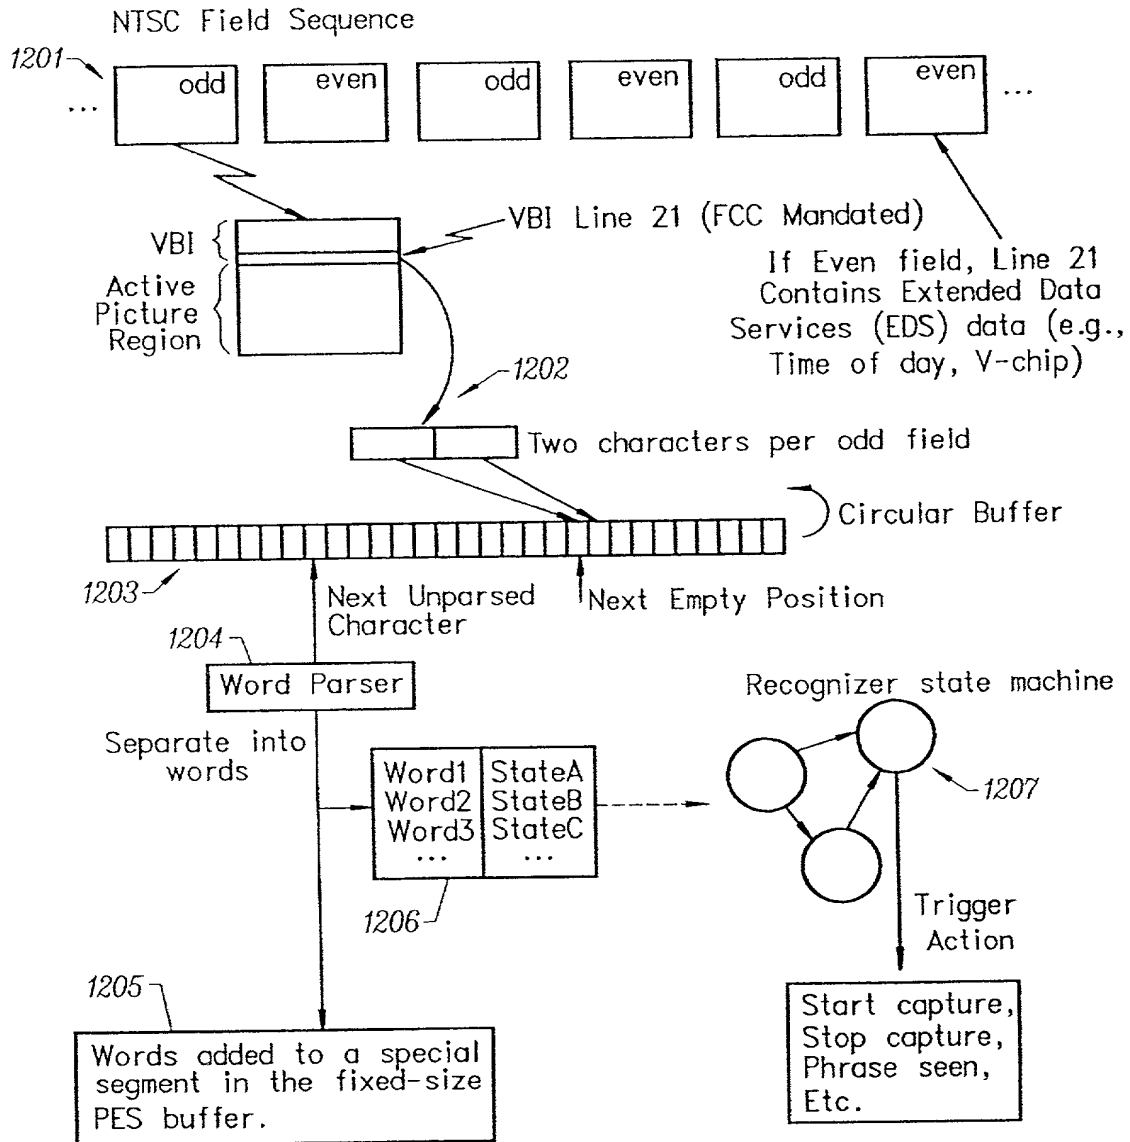 NTSC Field Sequence
1201
... odd even odd even odd even ...
VBI Line 21 (FCC Mandated)
VBI
Active
Picture
Region
If Even field, Line 21
Contains Extended Data
Services (EDS) data (e.g.,
Time of day, V-chip)
1202
Two characters per odd field
Circular Buffer
1203
Next Unparsed
Character
Next Empty Position
1204
Word Parser
Separate into
words
Word1 StateA
Word2 StateB
Word3 StateC
... ...
1206
Recognizer state machine
1207
Trigger
Action
1205
Words added to a special
segment in the fixed-size
PES buffer.
Start capture,
Stop capture,
Phrase seen,
Etc.